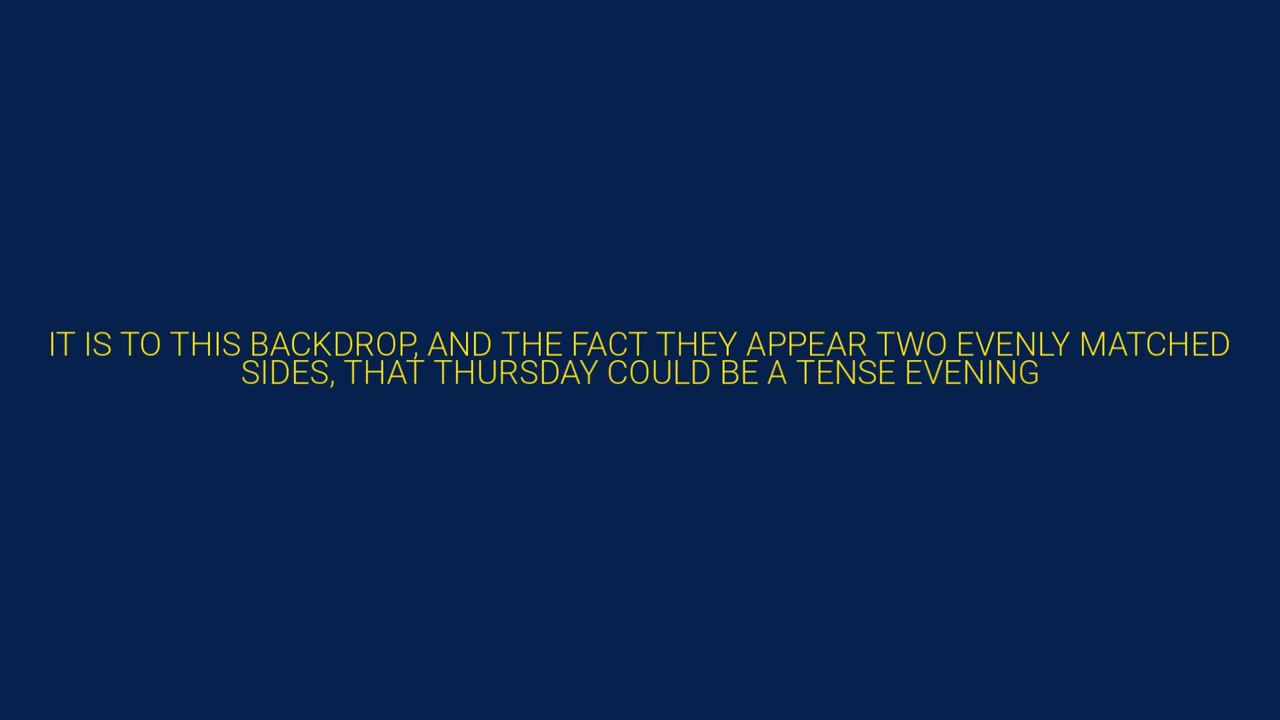 IT IS TO THIS BACKDROP, AND THE FACT THEY APPEAR TWO EVENLY MATCHED
SIDES, THAT THURSDAY COULD BE A TENSE EVENING